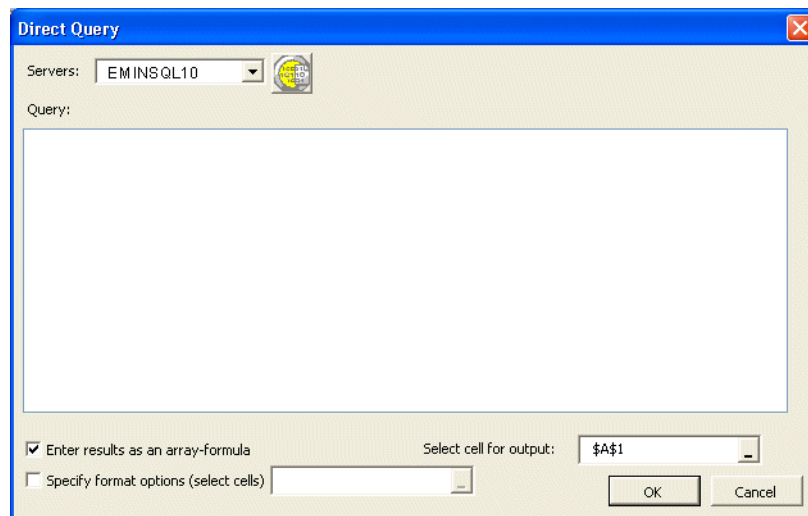 Direct Query
Servers: EMINSQL10
Query:
Enter results as an array-formula Select cell for output: $A$1
Specify format options (select cells)
OK Cancel